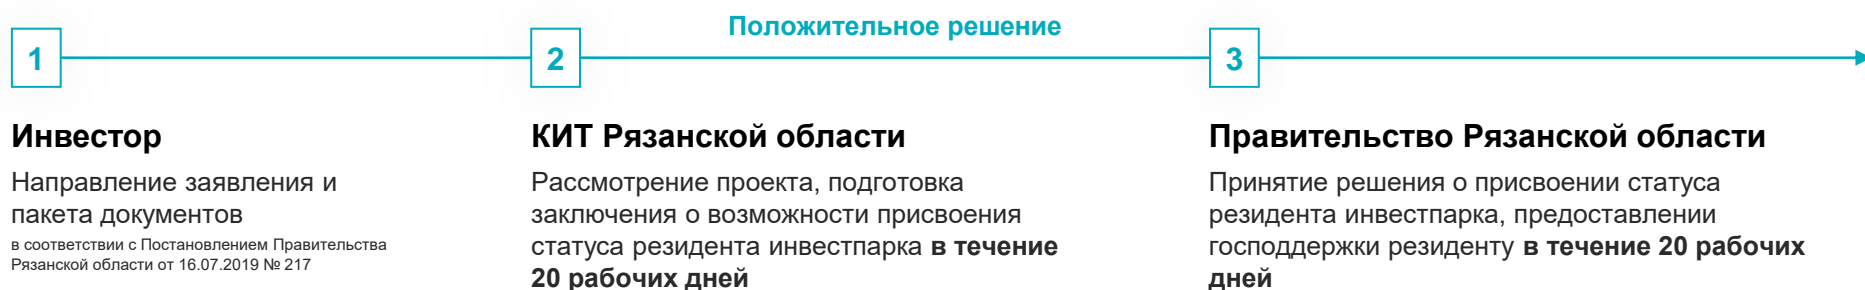 Положительное решение
1
2
3
Инвестор
Направление заявления и
пакета документов
в соответствии с Постановлением Правительства
Рязанской области от 16.07.2019 № 217
КИТ Рязанской области
Рассмотрение проекта, подготовка
заключения о возможности присвоения
статуса резидента инвестпарка в течение
20 рабочих дней
Правительство Рязанской области
Принятие решения о присвоении статуса
резидента инвестпарка, предоставлении
господдержки резиденту в течение 20 рабочих
дней